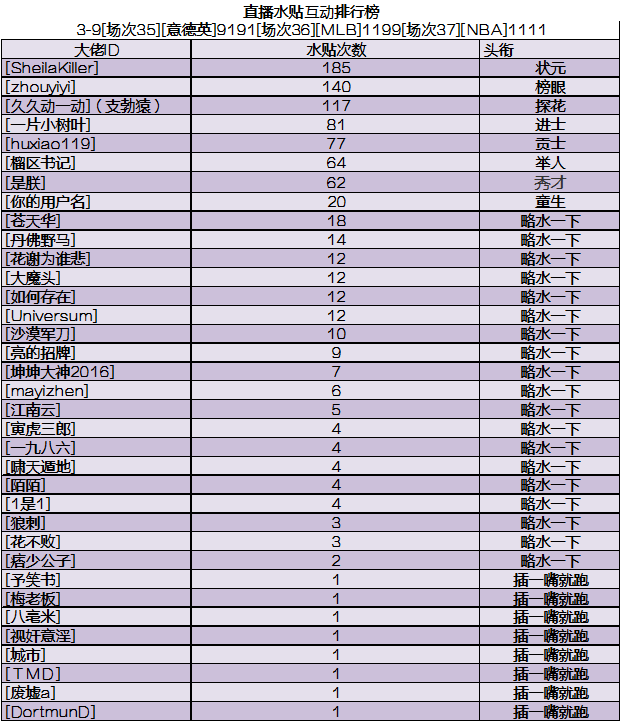 直播水贴互动排行榜
3-9[场次35][意德英]9191[场次36][MLB]1199[场次37][NBA]1111
大佬ID 水贴次数 头衔
[SheilaKiller] 185 状元
[zhouyiyi] 140 榜眼
[久久动一动]（支勃猿） 117 探花
[一片小树叶] 81 进士
[huxiao119] 77 贡士
[榴区书记] 64 举人
[是朕] 62 秀才
[你的用户名] 20 童生
[苍天华] 18 略水一下
[丹佛野马] 14 略水一下
[花谢为谁悲] 12 略水一下
[大魔头] 12 略水一下
[如何存在] 12 略水一下
[Universum] 12 略水一下
[沙漠军刀] 10 略水一下
[亮的招牌] 9 略水一下
[坤坤大神2016] 7 略水一下
[mayizhen] 6 略水一下
[江南云] 5 略水一下
[寅虎三郎] 4 略水一下
[一九八六] 4 略水一下
[啸天遁地] 4 略水一下
[陌陌] 4 略水一下
[1是1] 4 略水一下
[狼刺] 3 略水一下
[花不败] 3 略水一下
[痞少公子] 2 略水一下
[予笑书] 1 插一嘴就跑
[梅老板] 1 插一嘴就跑
[八毫米] 1 插一嘴就跑
[视奸意淫] 1 插一嘴就跑
[城市] 1 插一嘴就跑
[ＴＭＤ] 1 插一嘴就跑
[废墟a] 1 插一嘴就跑
[DortmunD] 1 插一嘴就跑